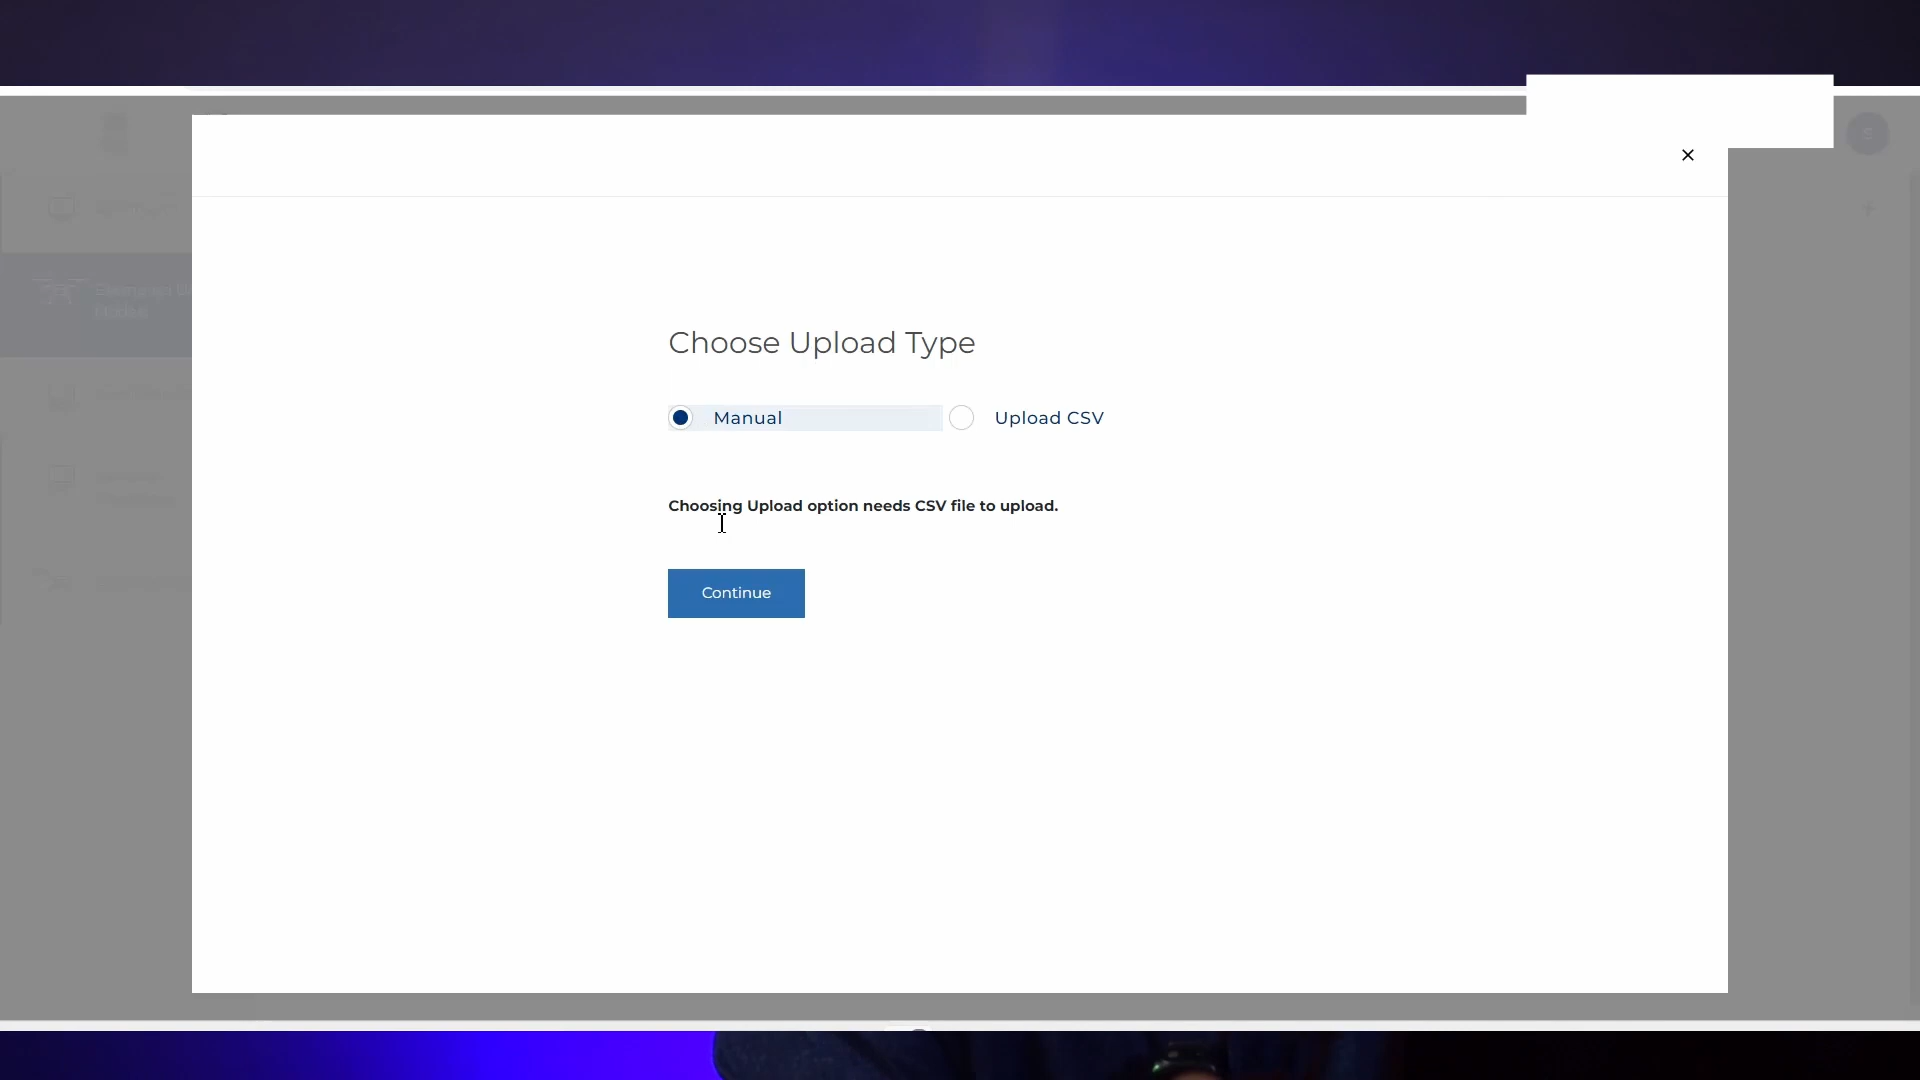 Choose Upload Type
Manual
Upload CSV
Choosing Upload option needs CSV file to upload.
Continue